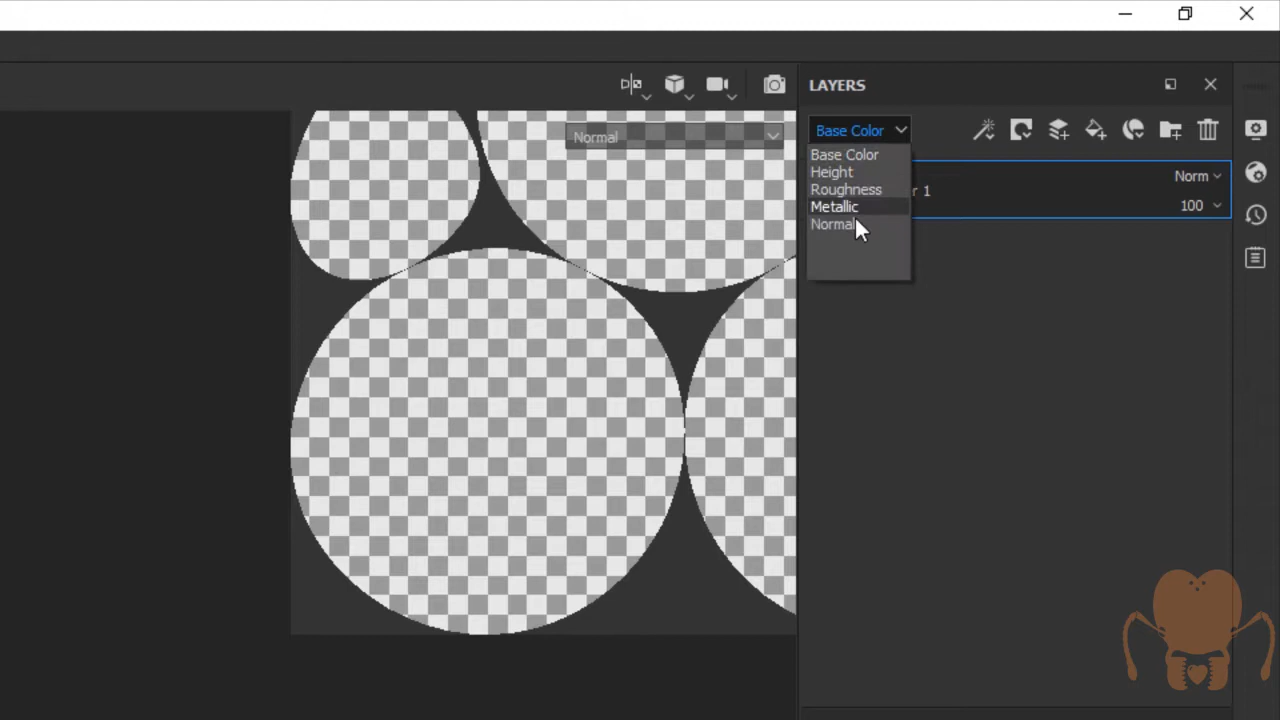 LAYERS
Normal
Base Color
Base Color
Height
Roughness
Metallic
Normal
r 1
Norm
100